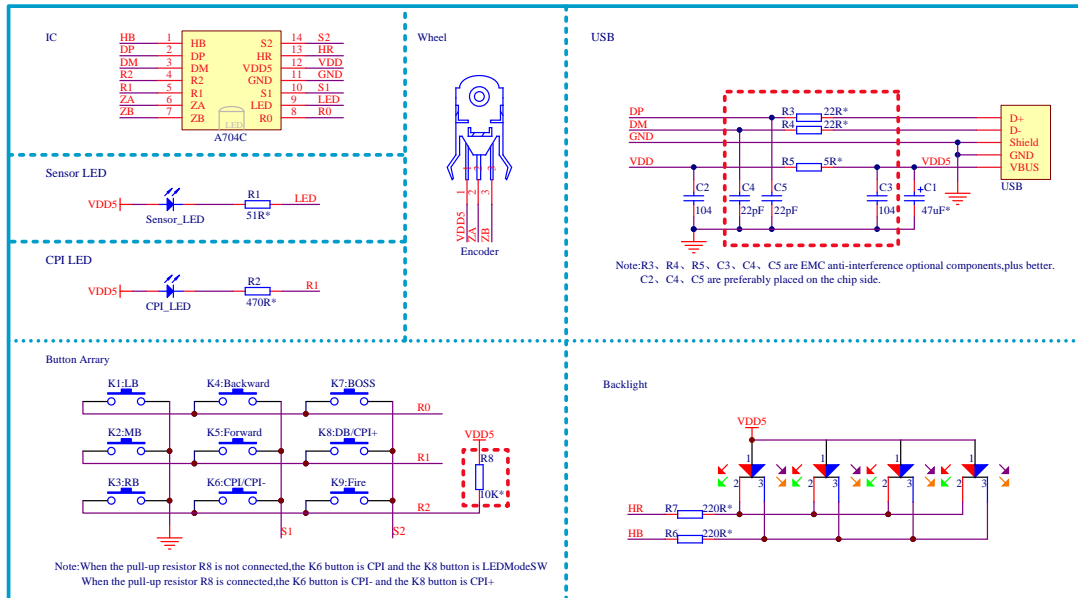 IC
HB 1 HB S2 14 S2
DP 2 DP HR 13 HR
DM 3 DM VDD5 12 VDD
R2 4 R2 GND 11 GND
R1 5 R1 S1 10 S1
ZA 6 ZA LED 9 LED
ZB 7 ZB R0 8 R0
LED
A704C
Sensor LED
VDD5
Sensor_LED
R1
51R*
LED
CPI LED
VDD5
CPI_LED
R2
470R*
R1
Wheel
1 2 3
VDD5
ZA
ZB
Encoder
USB
DP R3 22R* D+
DM R4 22R* D-
GND Shield
GND
VDD R5 5R* VDD5 VBUS
USB
C2
104
C4
22pF
C5
22pF
C3
104
+C1
47uF*
Note:R3、R4、R5、C3、C4、C5 are EMC anti-interference optional components,plus better.
C2、C4、C5 are preferably placed on the chip side.
Button Arrary
K1:LB K4:Backward K7:BOSS
R0
K2:MB K5:Forward K8:DB/CPI+
R1
K3:RB K6:CPI/CPI- K9:Fire
R2
S1 S2
VDD5
R8
10K*
Note:When the pull-up resistor R8 is not connected,the K6 button is CPI and the K8 button is LEDModeSW
When the pull-up resistor R8 is connected,the K6 button is CPI- and the K8 button is CPI+
Backlight
VDD5
1 1 1 1
2 3 2 3 2 3 2 3
HR R7 220R*
HB R6 220R*